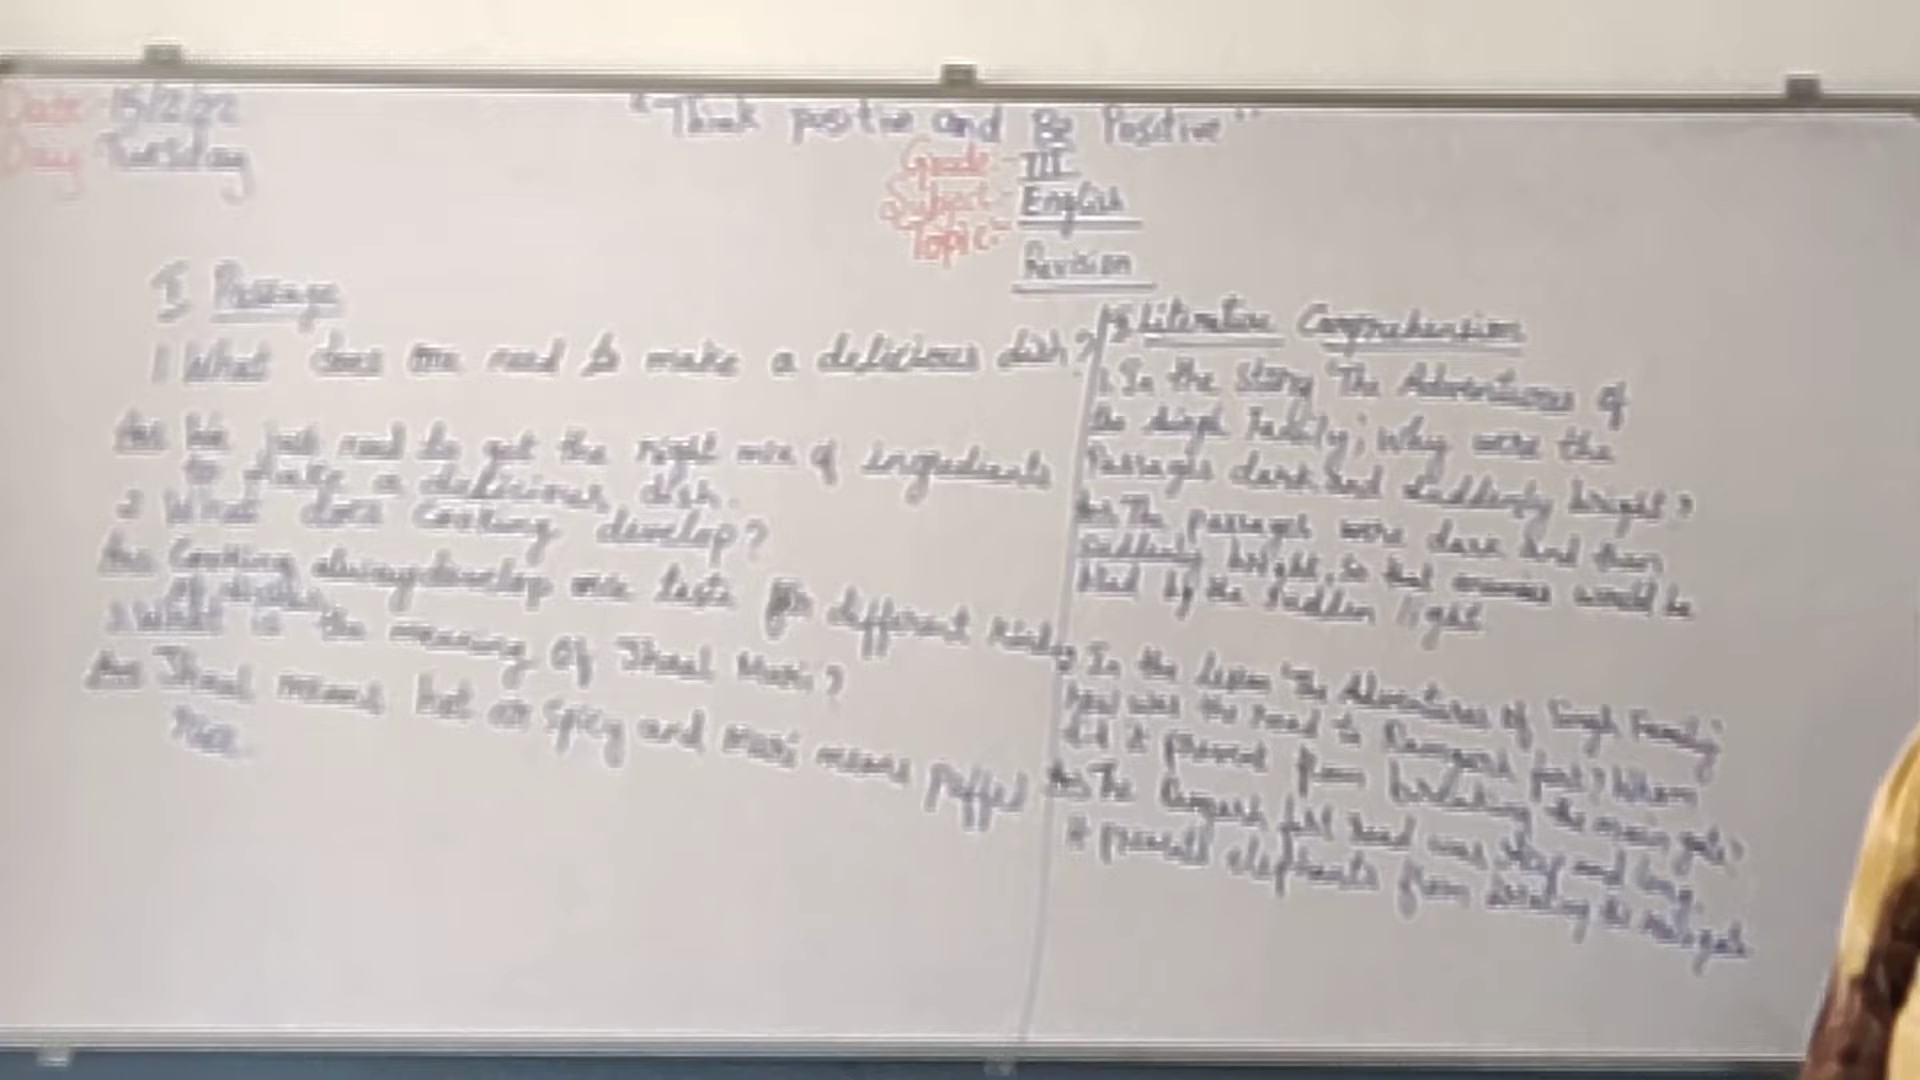 Date: 15/2/22
Day: Tuesday
"Think positive and Be Positive"
Grade:- III
Subject:- English
Topic:-
Revision
I Passage
1 What does one need to make a delicious dish?
Ans We just need to get the right mix of ingredients
to make a delicious dish.
2 What does Cooking develop?
Ans Cooking always develop taste for different kinds
of dishes
3 What is the meaning of Jhaal Muri?
Ans Jhaal means hot or Spicy and Muri means puffed
rice
Literature Comprehension
1. In the story "The Adventures of
the Singh Family", Why were the
Passages dark and Suddenly bright?
Ans The passages were dark and then
suddenly bright, so that enemies would be
blind by the Sudden light
In the lesson "The Adventures of Singh Family"
how was the road to Ramgarh fort? Whom
did it prevent from breaking the main gate?
Ans The Ramgarh fort road was and long.
It prevents elephants from breaking the main gate